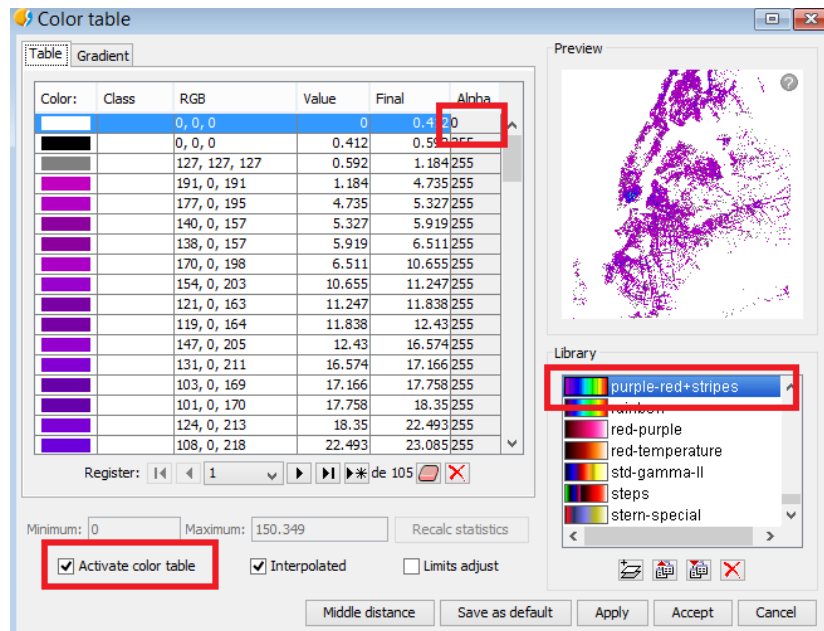 Color table
Table Gradient
Color: Class RGB Value Final Alpha
0, 0, 0 0 0.412 0
0, 0, 0 0.412 0.592 255
127, 127, 127 0.592 1.184 255
191, 0, 191 1.184 4.735 255
177, 0, 195 4.735 5.327 255
140, 0, 157 5.327 5.919 255
138, 0, 157 5.919 6.511 255
170, 0, 198 6.511 10.655 255
154, 0, 203 10.655 11.247 255
121, 0, 163 11.247 11.838 255
119, 0, 164 11.838 12.43 255
147, 0, 205 12.43 16.574 255
131, 0, 211 16.574 17.166 255
103, 0, 169 17.166 17.758 255
101, 0, 170 17.758 18.35 255
124, 0, 213 18.35 22.493 255
108, 0, 218 22.493 23.085 255
Register: 1 de 105
Minimum: 0 Maximum: 150.349 Recalc statistics
Activate color table Interpolated Limits adjust
Preview
?
Library
purple-red+stripes
rainbow
red-purple
red-temperature
std-gamma-II
steps
stern-special
Middle distance Save as default Apply Accept Cancel